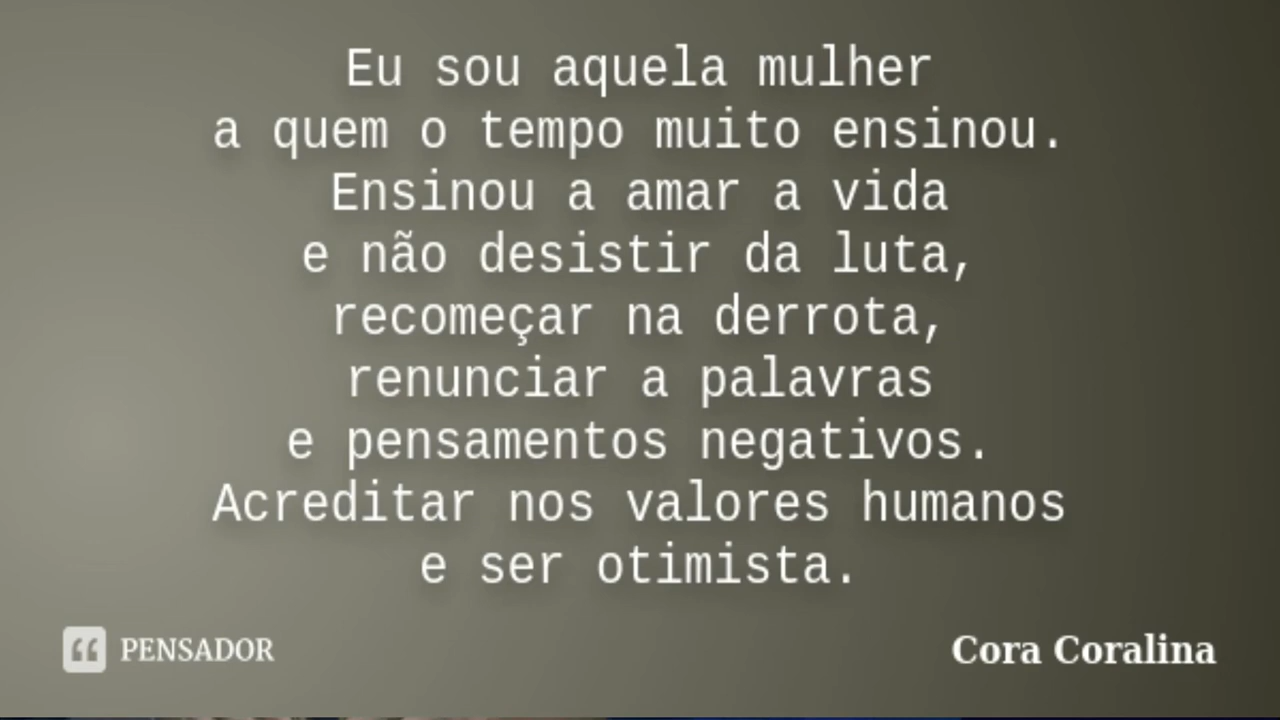 Eu sou aquela mulher
a quem o tempo muito ensinou.
Ensinou a amar a vida
e não desistir da luta,
recomeçar na derrota,
renunciar a palavras
e pensamentos negativos.
Acreditar nos valores humanos
e ser otimista.
PENSADOR
Cora Coralina